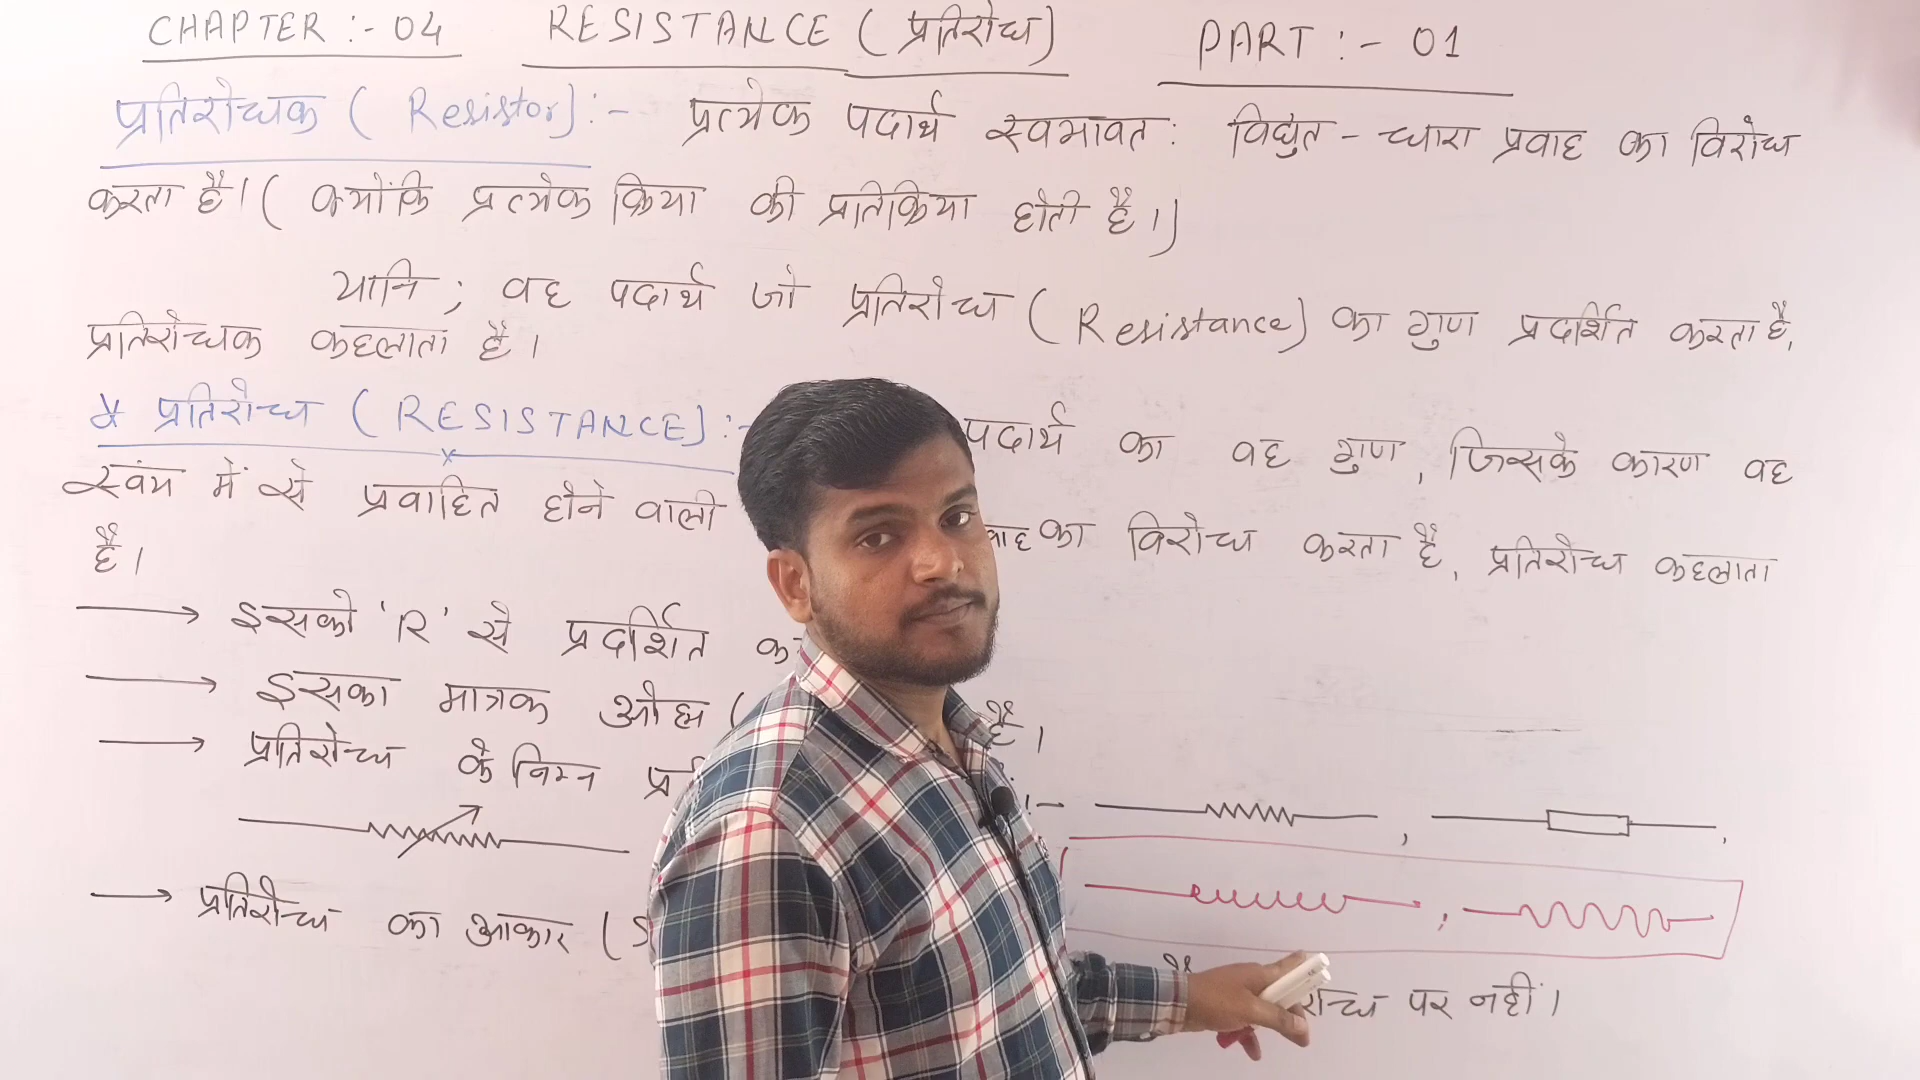 CHAPTER :- 04 RESISTANCE (प्रतिरोध) PART :- 01
प्रतिरोधक (Resistor):- प्रत्येक पदार्थ स्वभावतः विद्युत - धारा प्रवाह का विरोध
करता है। (क्योंकि प्रत्येक क्रिया की प्रतिक्रिया होती है।)
यानि ; वह पदार्थ जो प्रतिरोध (Resistance) का गुण प्रदर्शित करता है,
प्रतिरोधक कहलाता है।
* प्रतिरोध (RESISTANCE):- पदार्थ का वह गुण, जिसके कारण वह
स्वंय में से प्रवाहित होने वाली का विरोध करता है, प्रतिरोध कहलाता
है।
→ इसको 'R' से प्रदर्शित
→ इसका मात्रक ओह्म ( है।
→ प्रतिरोध के निम्न
→ प्रतिरोध का आकार (S है पर नहीं।